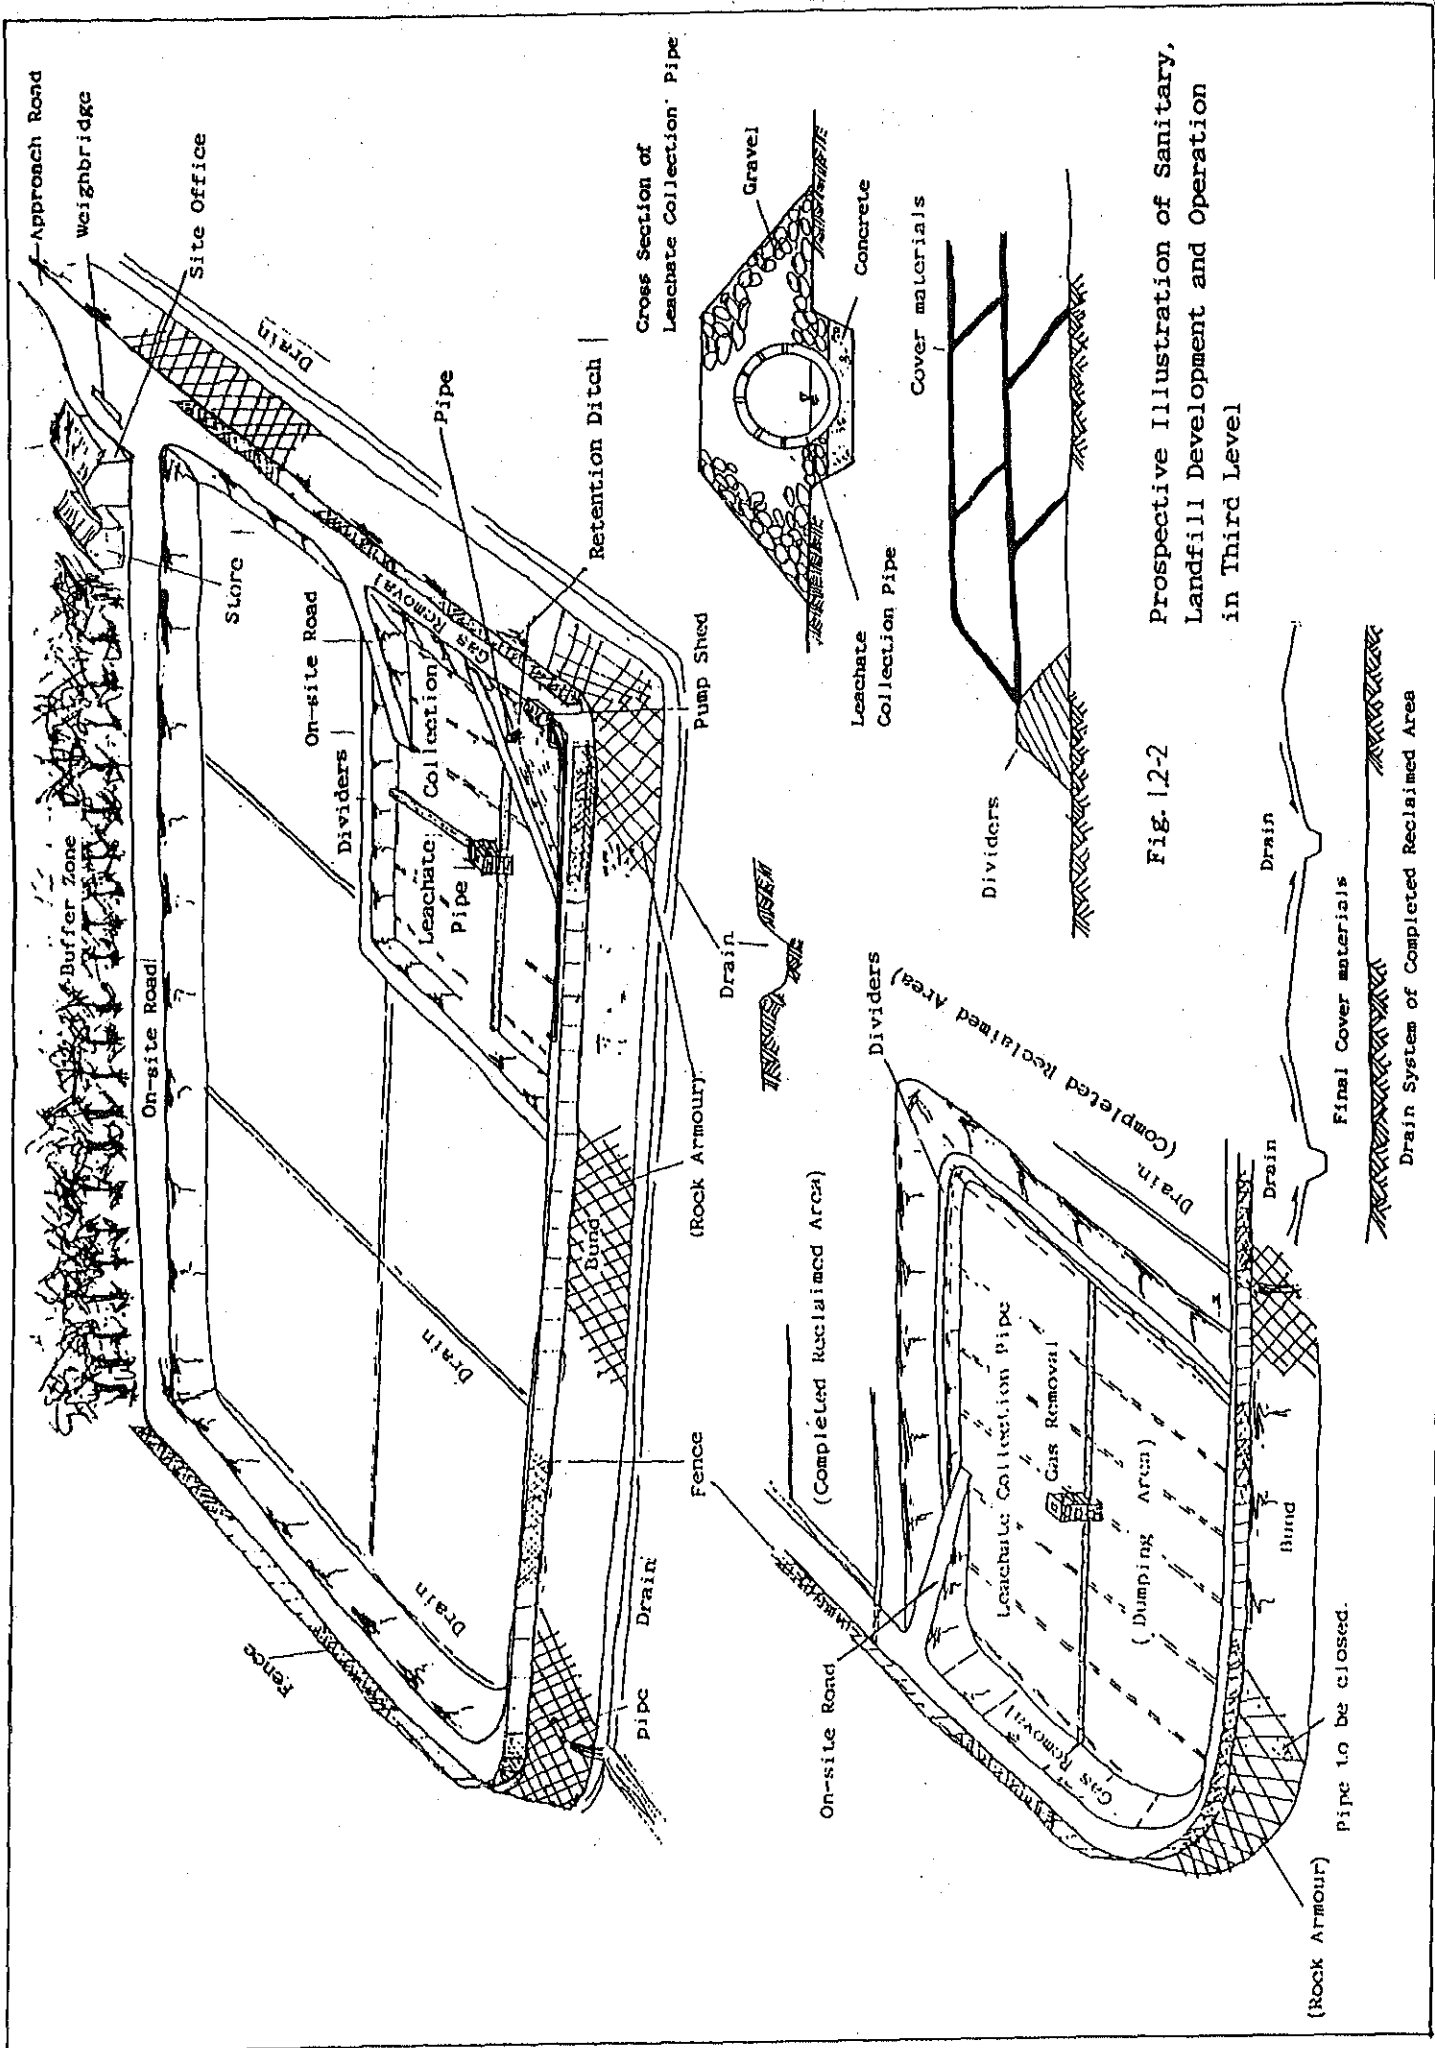 Approach Road
Weighbridge
Site Office
Store
Buffer Zone
On-site Road
Drain
Pipe
Retention Ditch
On-site Road
Dividers
Gas Removal
Leachate Collection
Pipe
Pump Shed
Drain
(Rock Armour)
Bund
Drain
Drain
Fence
Fence
Drain
pipe
Cross Section of
Leachate Collection Pipe
Gravel
Concrete
Leachate
Collection Pipe
Cover materials
Dividers
Fig. 12-2
Prospective Illustration of Sanitary,
Landfill Development and Operation
in Third Level
(Completed Reclaimed Area)
(Completed Reclaimed Area)
Dividers
Drain
On-site Road
Leachate Collection Pipe
Gas Removal
(Dumping Area)
Gas Removal
Bund
Pipe to be closed.
(Rock Armour)
Drain
Drain
Final Cover materials
Drain System of Completed Reclaimed Area